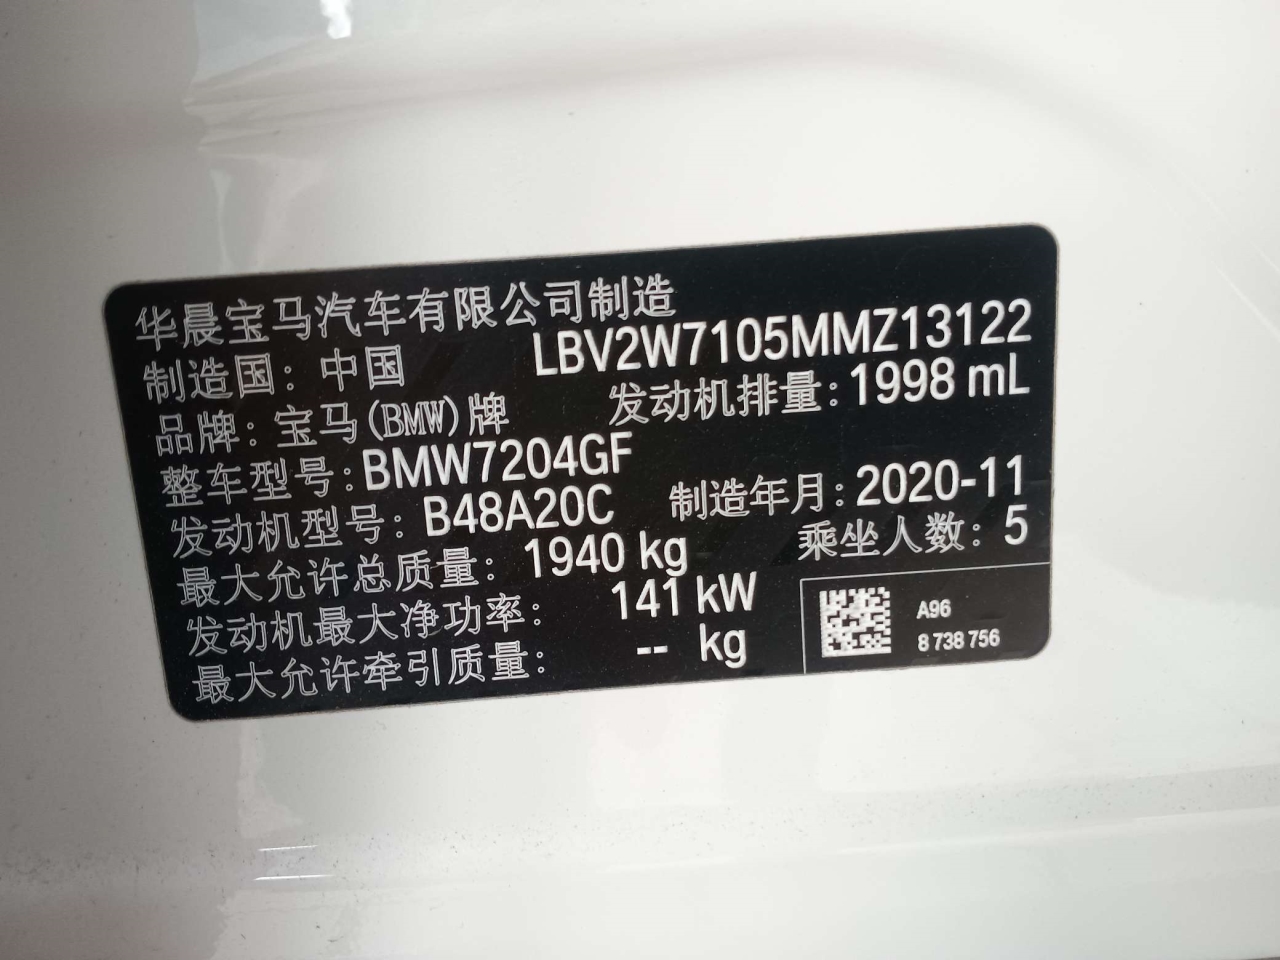 华晨宝马汽车有限公司制造
制造国：中国 LBV2W7105MMZ13122
品牌：宝马(BMW)牌 发动机排量：1998 mL
整车型号：BMW7204GF
发动机型号：B48A20C 制造年月：2020-11
最大允许总质量：1940 kg 乘坐人数：5
发动机最大净功率：141 kW
最大允许牵引质量：-- kg
A96
8 738 756